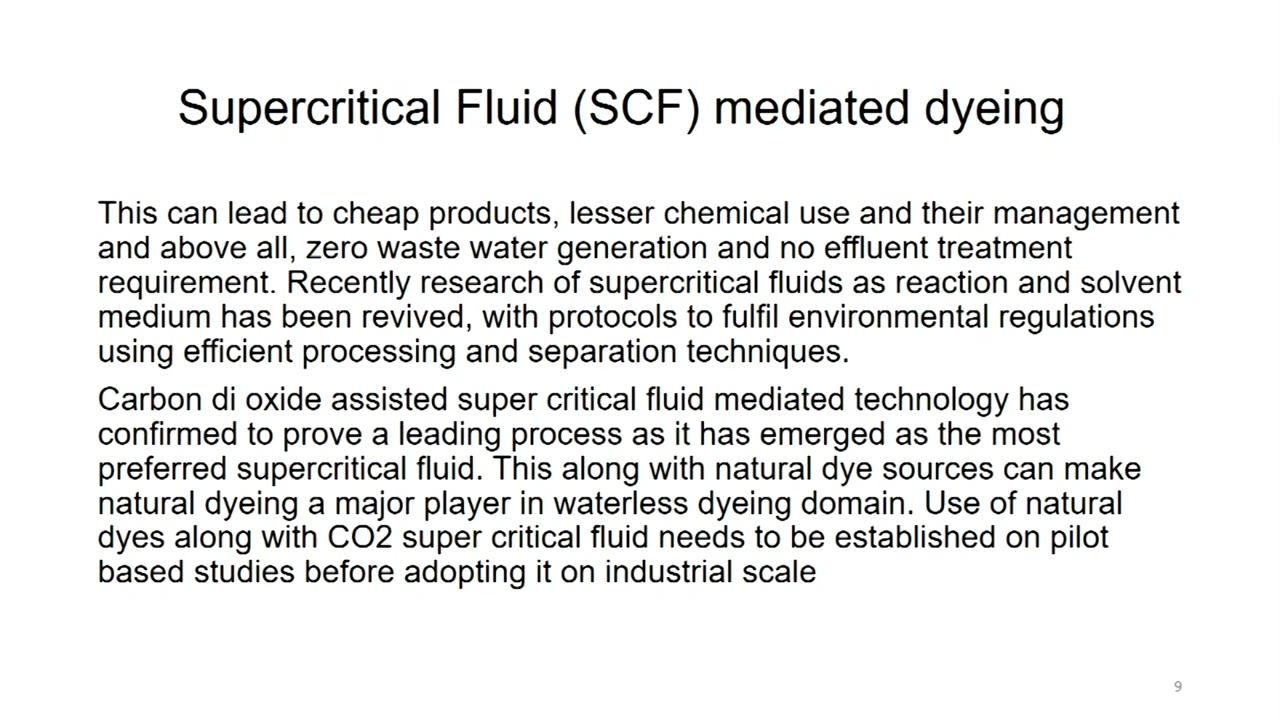 Supercritical Fluid (SCF) mediated dyeing
This can lead to cheap products, lesser chemical use and their management
and above all, zero waste water generation and no effluent treatment
requirement. Recently research of supercritical fluids as reaction and solvent
medium has been revived, with protocols to fulfil environmental regulations
using efficient processing and separation techniques.
Carbon di oxide assisted super critical fluid mediated technology has
confirmed to prove a leading process as it has emerged as the most
preferred supercritical fluid. This along with natural dye sources can make
natural dyeing a major player in waterless dyeing domain. Use of natural
dyes along with CO2 super critical fluid needs to be established on pilot
based studies before adopting it on industrial scale
9